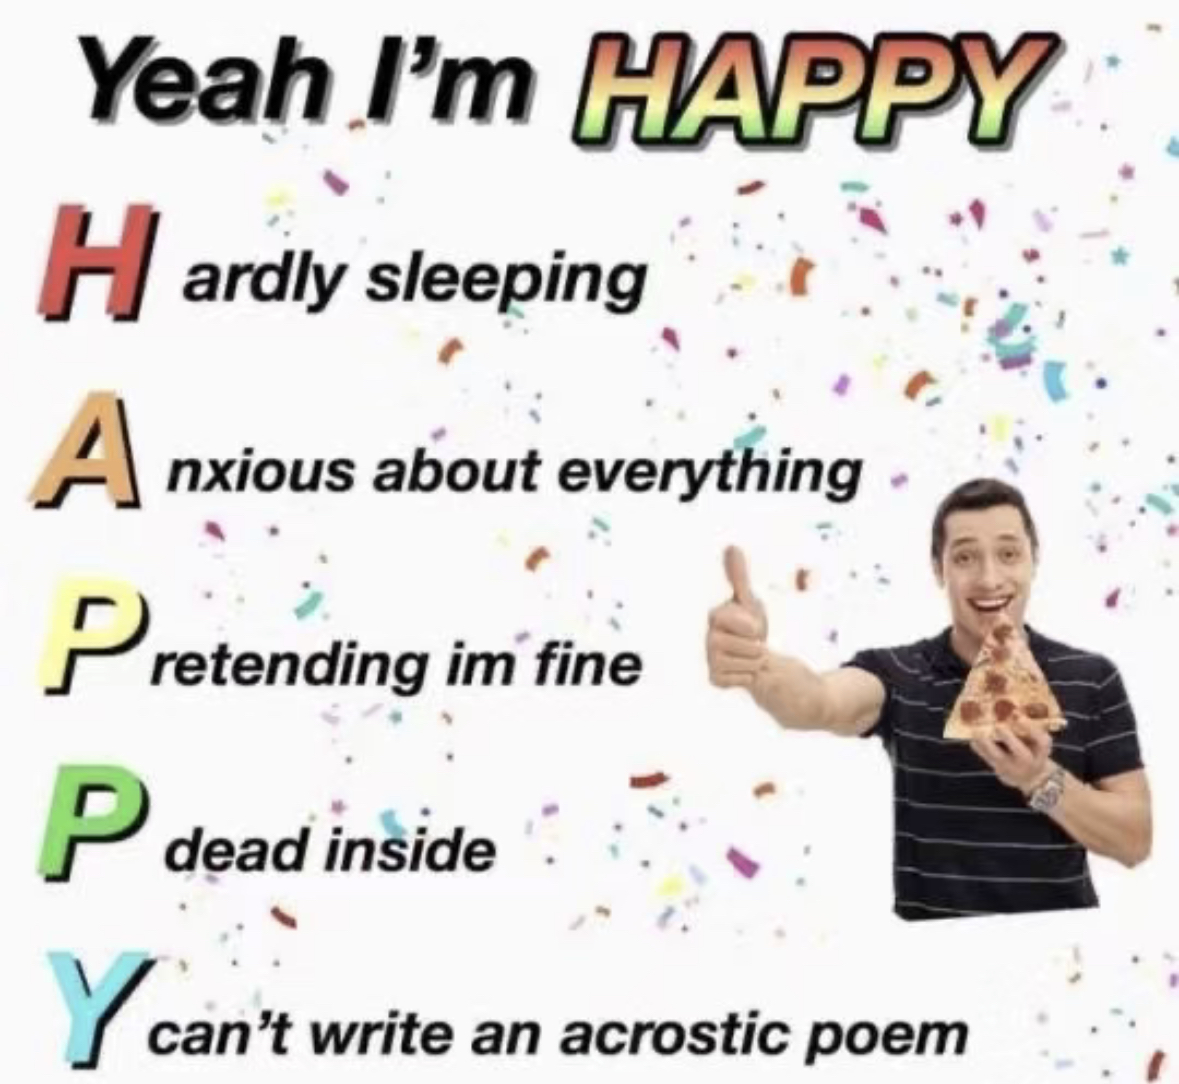 Yeah I'm HAPPY
H ardly sleeping
A nxious about everything
P retending im fine
P dead inside
Y can't write an acrostic poem